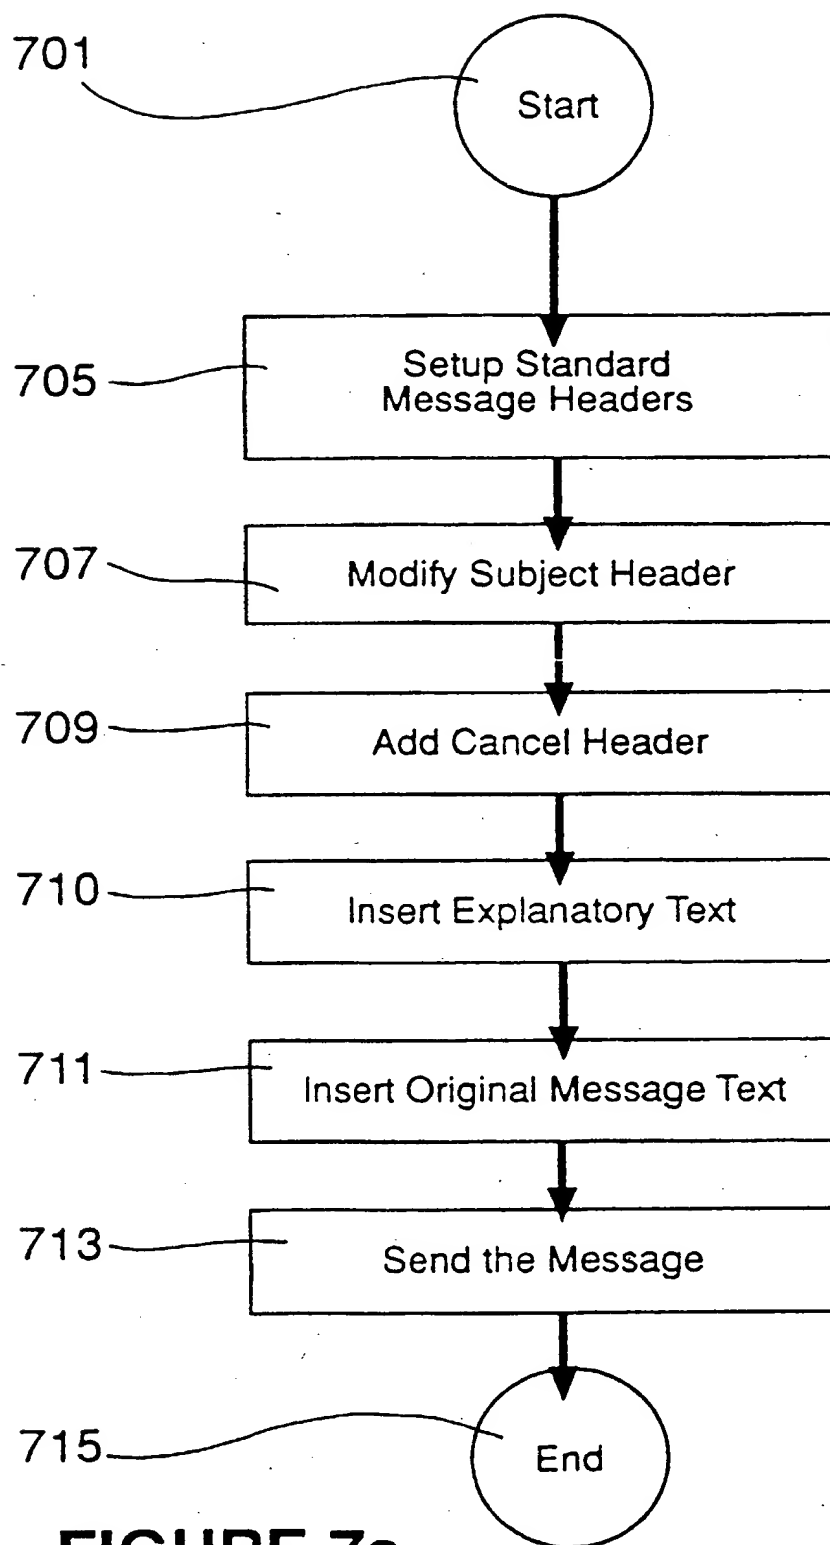 701
Start
705
Setup Standard
Message Headers
707
Modify Subject Header
709
Add Cancel Header
710
Insert Explanatory Text
711
Insert Original Message Text
713
Send the Message
715
End